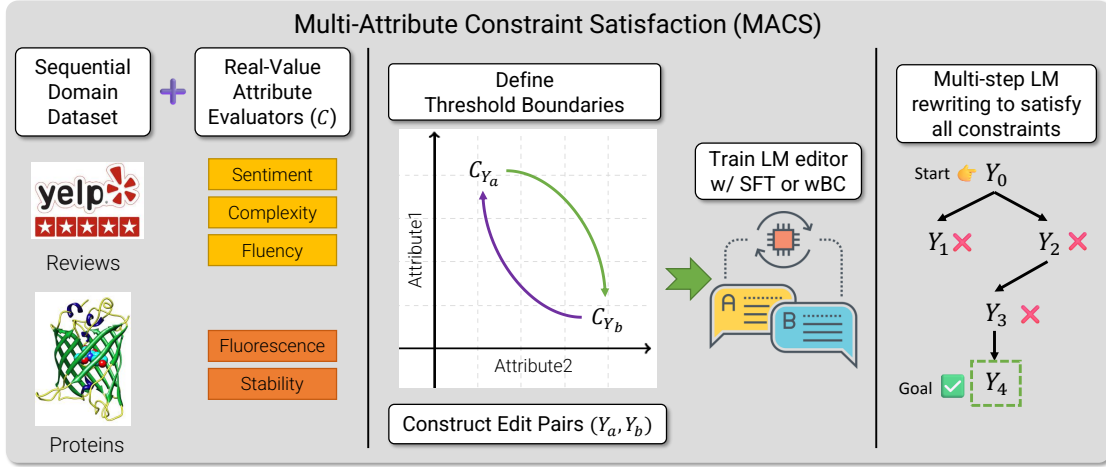 Multi-Attribute Constraint Satisfaction (MACS)
Sequential
Domain
Dataset
Real-Value
Attribute
Evaluators (C)
yelp
Reviews
Sentiment
Complexity
Fluency
Proteins
Fluorescence
Stability
Define
Threshold Boundaries
Attribute1
C_{Y_a}
C_{Y_b}
Attribute2
Construct Edit Pairs (Y_a, Y_b)
Train LM editor
w/ SFT or wBC
A
B
Multi-step LM
rewriting to satisfy
all constraints
Start Y_0
Y_1
Y_2
Y_3
Goal Y_4